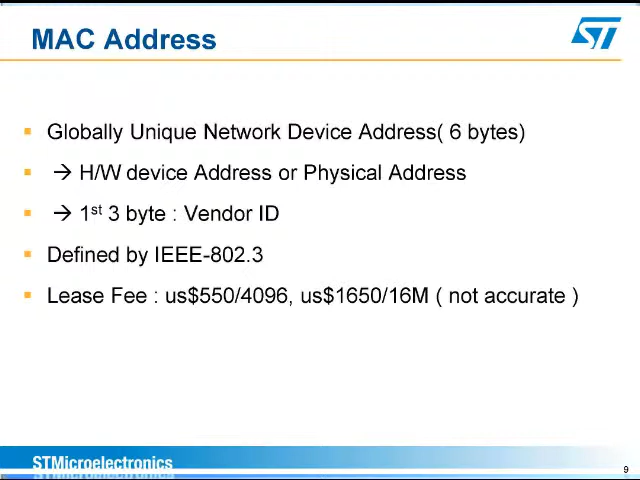 MAC Address
ST
Globally Unique Network Device Address( 6 bytes)
→ H/W device Address or Physical Address
→ 1st 3 byte : Vendor ID
Defined by IEEE-802.3
Lease Fee : us$550/4096, us$1650/16M ( not accurate )
STMicroelectronics
9